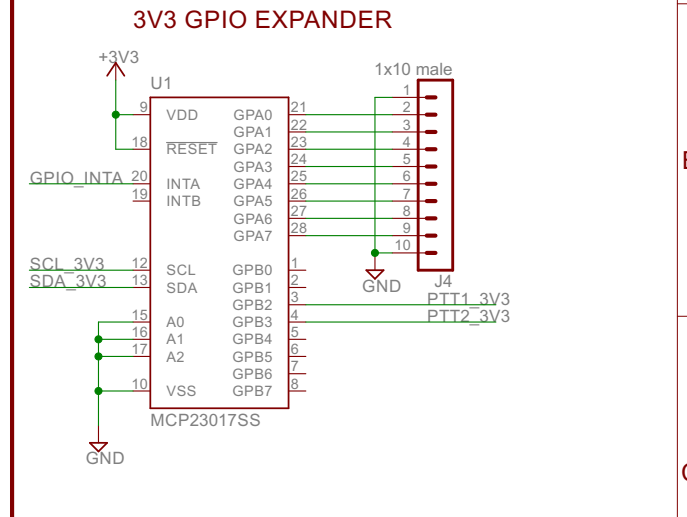 3V3 GPIO EXPANDER
+3V3
U1
1x10 male
9 VDD GPA0 21
GPA1 22
18 RESET GPA2 23
GPA3 24
GPIO_INTA 20 INTA GPA4 25
19 INTB GPA5 26
GPA6 27
GPA7 28
1
2
3
4
5
6
7
8
9
10
J4
GND
SCL_3V3 12 SCL GPB0 1
SDA_3V3 13 SDA GPB1 2
GPB2 3 PTT1_3V3
15 A0 GPB3 4 PTT2_3V3
16 A1 GPB4 5
17 A2 GPB5 6
GPB6 7
10 VSS GPB7 8
MCP23017SS
GND